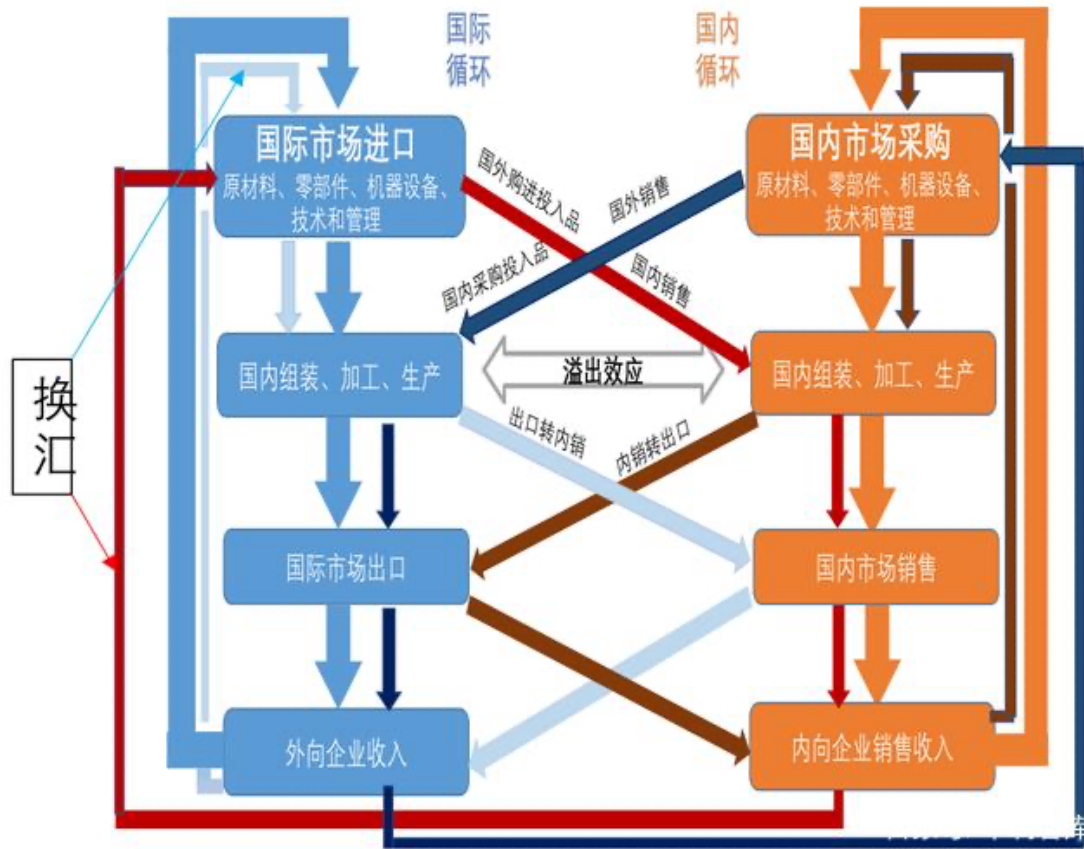 国际
循环
国内
循环
国际市场进口
原材料、零部件、机器设备、
技术和管理
国内市场采购
原材料、零部件、机器设备、
技术和管理
国外购进投入品
国外销售
国内采购投入品
国内销售
国内组装、加工、生产
溢出效应
国内组装、加工、生产
换
汇
出口转内销
内销转出口
国际市场出口
国内市场销售
外向企业收入
内向企业销售收入